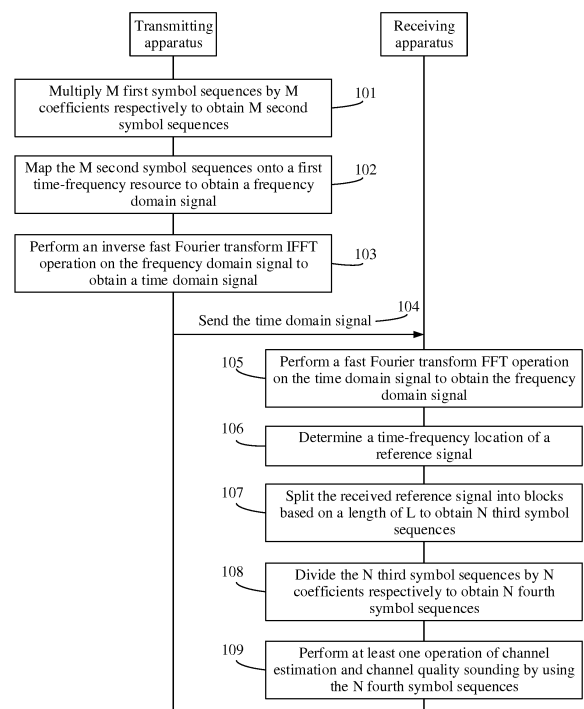 Transmitting
apparatus
Receiving
apparatus
Multiply M first symbol sequences by M
coefficients respectively to obtain M second
symbol sequences
101
Map the M second symbol sequences onto a first
time-frequency resource to obtain a frequency
domain signal
102
Perform an inverse fast Fourier transform IFFT
operation on the frequency domain signal to
obtain a time domain signal
103
104
Send the time domain signal
105
Perform a fast Fourier transform FFT operation
on the time domain signal to obtain the frequency
domain signal
106
Determine a time-frequency location of a
reference signal
107
Split the received reference signal into blocks
based on a length of L to obtain N third symbol
sequences
108
Divide the N third symbol sequences by N
coefficients respectively to obtain N fourth
symbol sequences
109
Perform at least one operation of channel
estimation and channel quality sounding by using
the N fourth symbol sequences